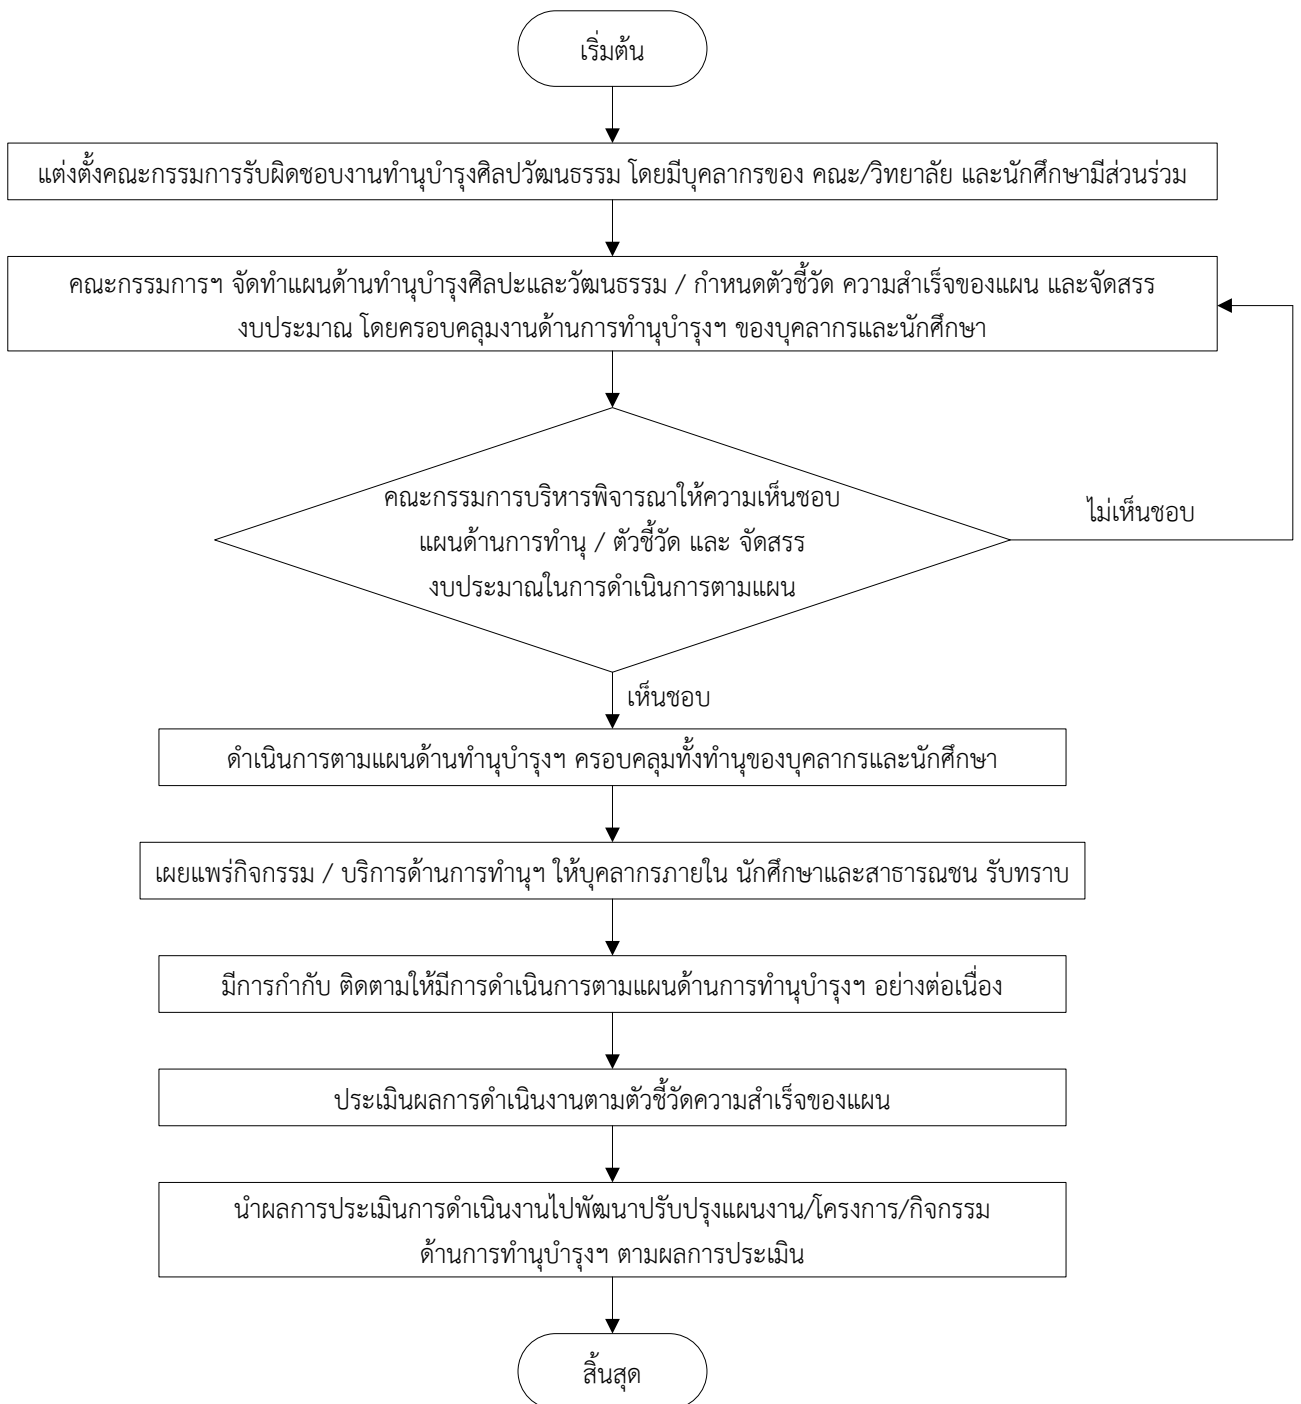 เริ่มต้น
แต่งตั้งคณะกรรมการรับผิดชอบงานทำนุบำรุงศิลปวัฒนธรรม โดยมีบุคลากรของ คณะ/วิทยาลัย และนักศึกษามีส่วนร่วม
คณะกรรมการฯ จัดทำแผนด้านทำนุบำรุงศิลปะและวัฒนธรรม / กำหนดตัวชี้วัด ความสำเร็จของแผน และจัดสรร
งบประมาณ โดยครอบคลุมงานด้านการทำนุบำรุงฯ ของบุคลากรและนักศึกษา
คณะกรรมการบริหารพิจารณาให้ความเห็นชอบ
แผนด้านการทำนุ / ตัวชี้วัด และ จัดสรร
งบประมาณในการดำเนินการตามแผน
ไม่เห็นชอบ
เห็นชอบ
ดำเนินการตามแผนด้านทำนุบำรุงฯ ครอบคลุมทั้งทำนุของบุคลากรและนักศึกษา
เผยแพร่กิจกรรม / บริการด้านการทำนุฯ ให้บุคลากรภายใน นักศึกษาและสาธารณชน รับทราบ
มีการกำกับ ติดตามให้มีการดำเนินการตามแผนด้านการทำนุบำรุงฯ อย่างต่อเนื่อง
ประเมินผลการดำเนินงานตามตัวชี้วัดความสำเร็จของแผน
นำผลการประเมินการดำเนินงานไปพัฒนาปรับปรุงแผนงาน/โครงการ/กิจกรรม
ด้านการทำนุบำรุงฯ ตามผลการประเมิน
สิ้นสุด